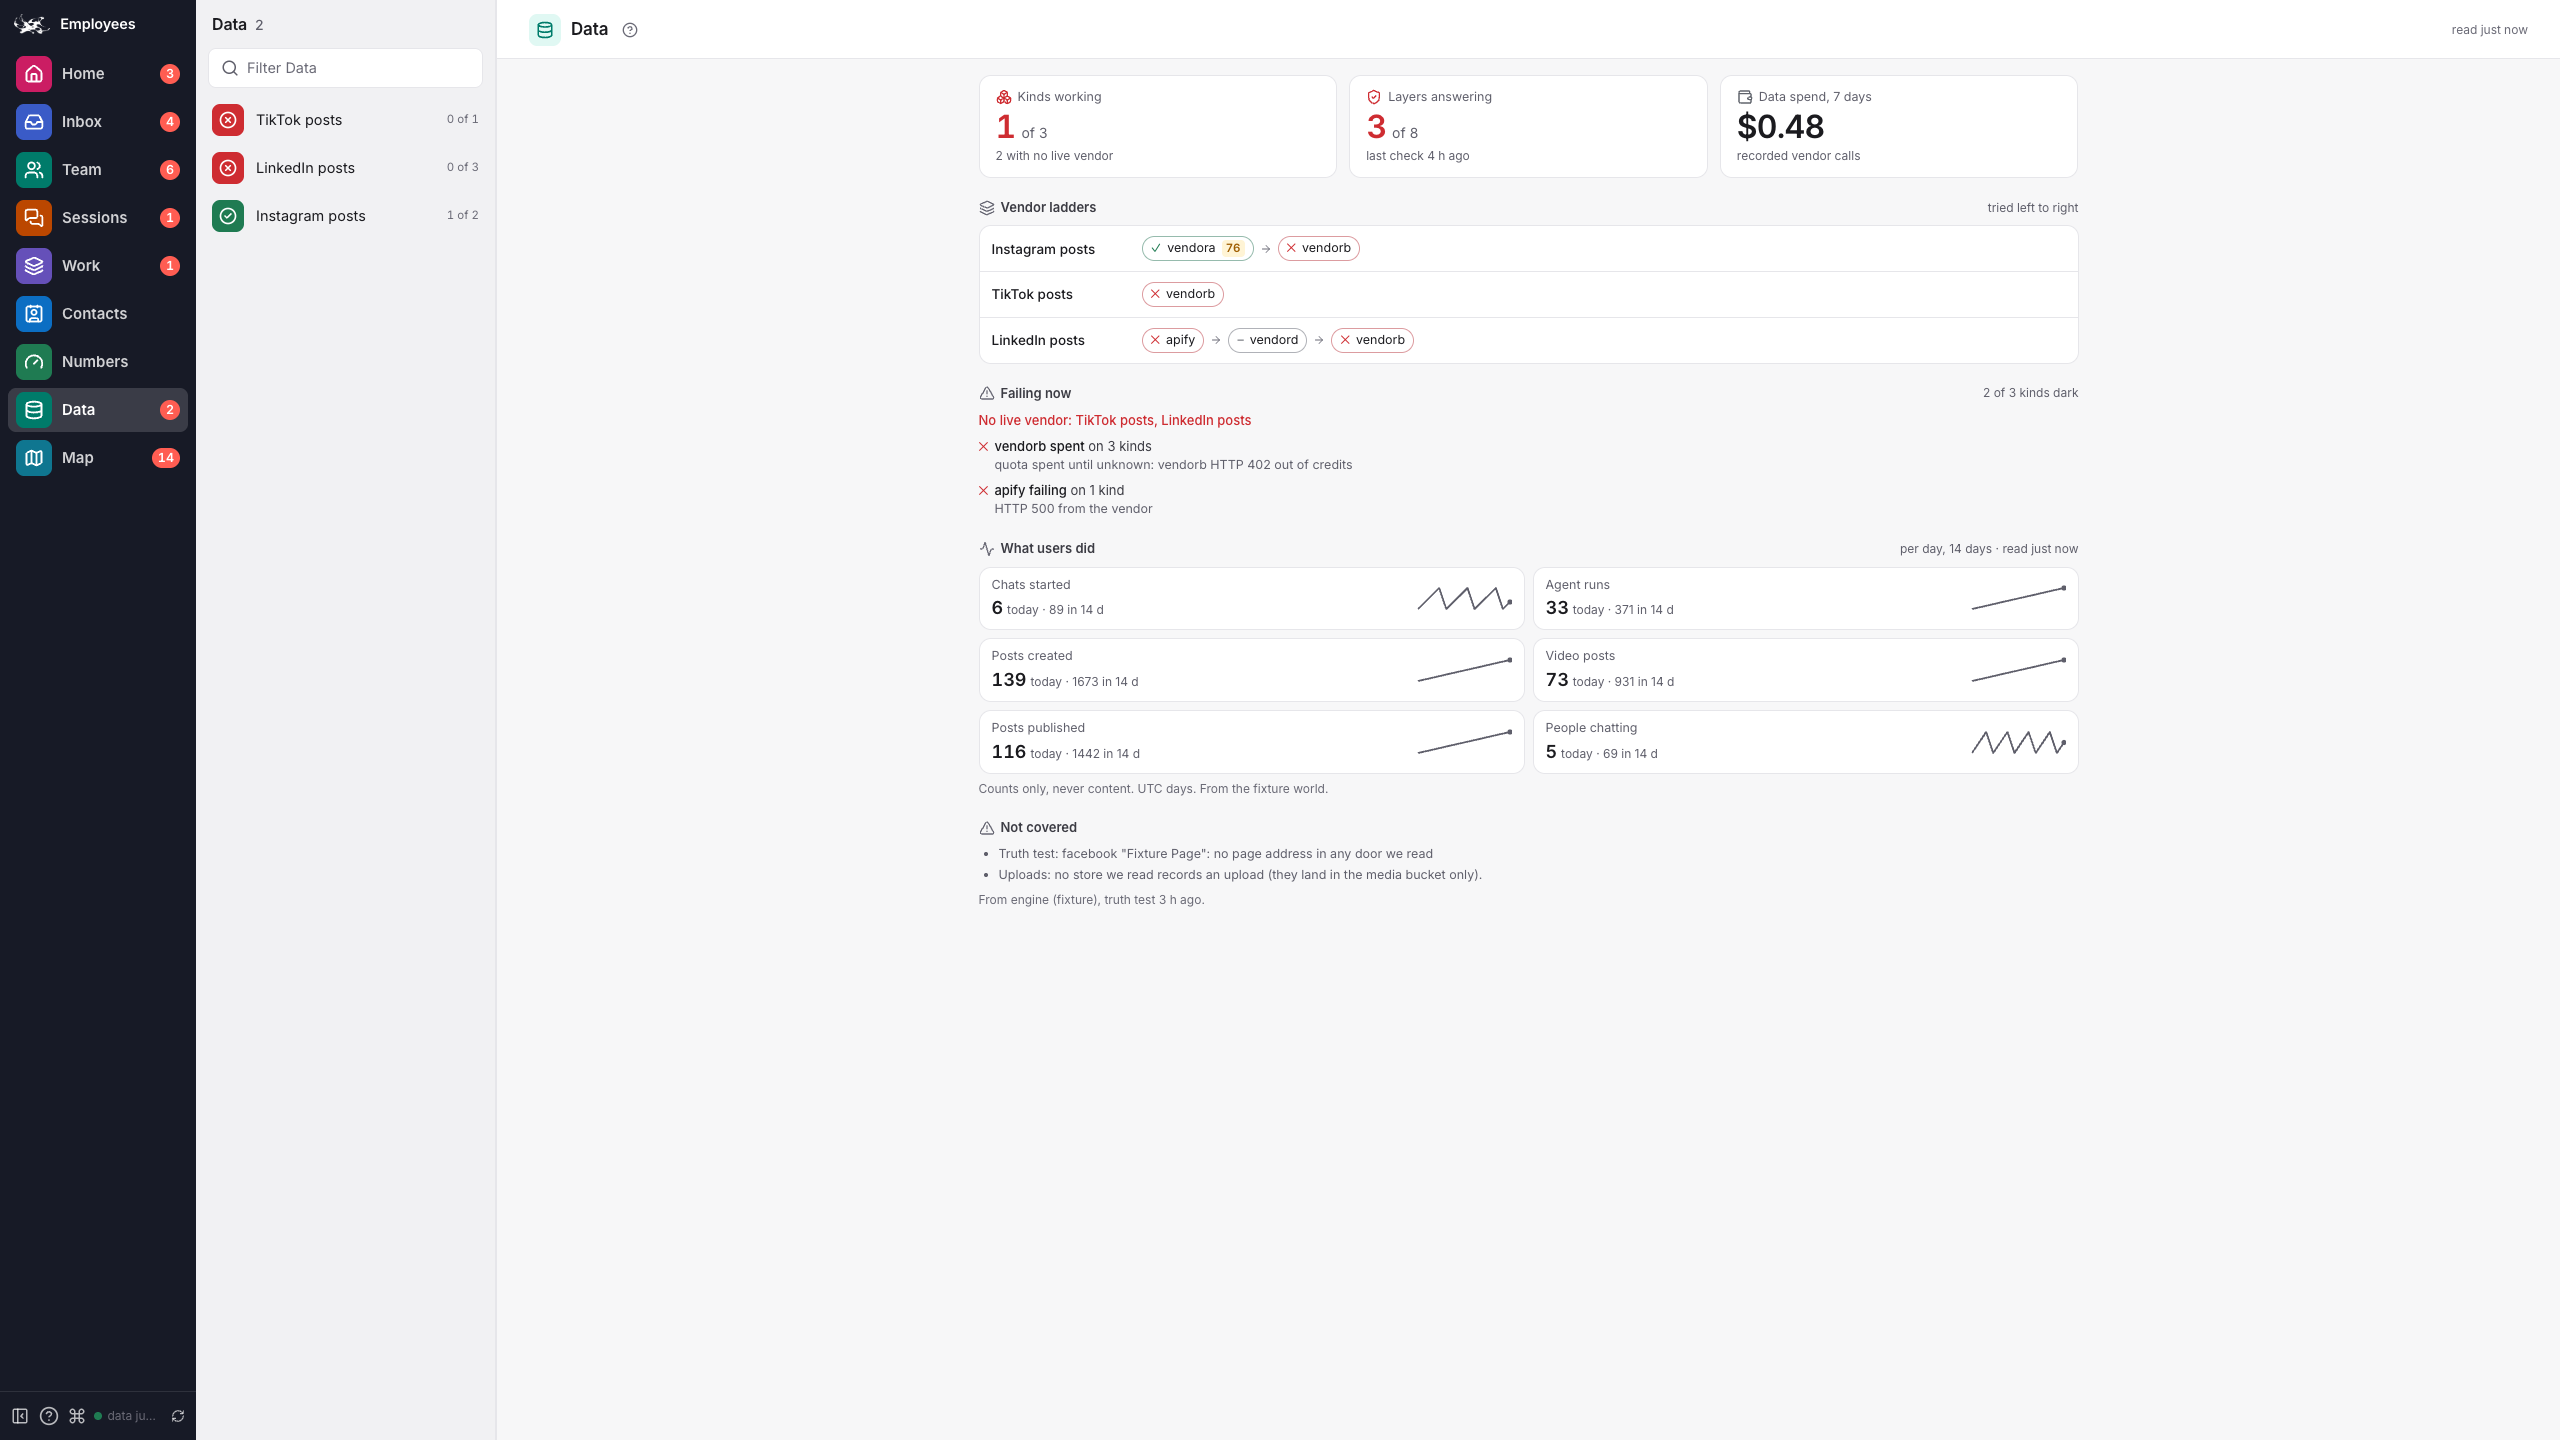 Employees
Home 3
Inbox 4
Team 6
Sessions 1
Work 1
Contacts
Numbers
Data 2
Map 14
data ju...
Data 2
Filter Data
TikTok posts 0 of 1
LinkedIn posts 0 of 3
Instagram posts 1 of 2
Data
read just now
Kinds working
1 of 3
2 with no live vendor
Layers answering
3 of 8
last check 4 h ago
Data spend, 7 days
$0.48
recorded vendor calls
Vendor ladders
tried left to right
Instagram posts vendora 76 → vendorb
TikTok posts vendorb
LinkedIn posts apify → – vendord → vendorb
Failing now
2 of 3 kinds dark
No live vendor: TikTok posts, LinkedIn posts
vendorb spent on 3 kinds
quota spent until unknown: vendorb HTTP 402 out of credits
apify failing on 1 kind
HTTP 500 from the vendor
What users did
per day, 14 days · read just now
Chats started
6 today · 89 in 14 d
Agent runs
33 today · 371 in 14 d
Posts created
139 today · 1673 in 14 d
Video posts
73 today · 931 in 14 d
Posts published
116 today · 1442 in 14 d
People chatting
5 today · 69 in 14 d
Counts only, never content. UTC days. From the fixture world.
Not covered
• Truth test: facebook "Fixture Page": no page address in any door we read
• Uploads: no store we read records an upload (they land in the media bucket only).
From engine (fixture), truth test 3 h ago.